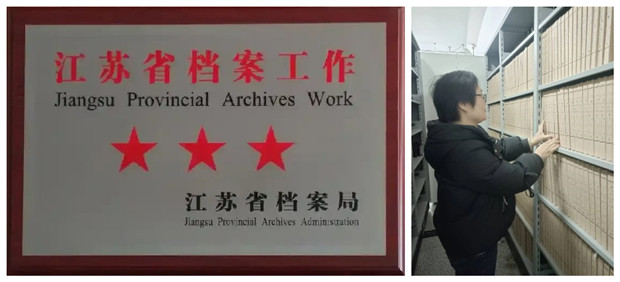 江苏省档案工作
Jiangsu Provincial Archives Work
江苏省档案局
Jiangsu Provincial Archives Administration